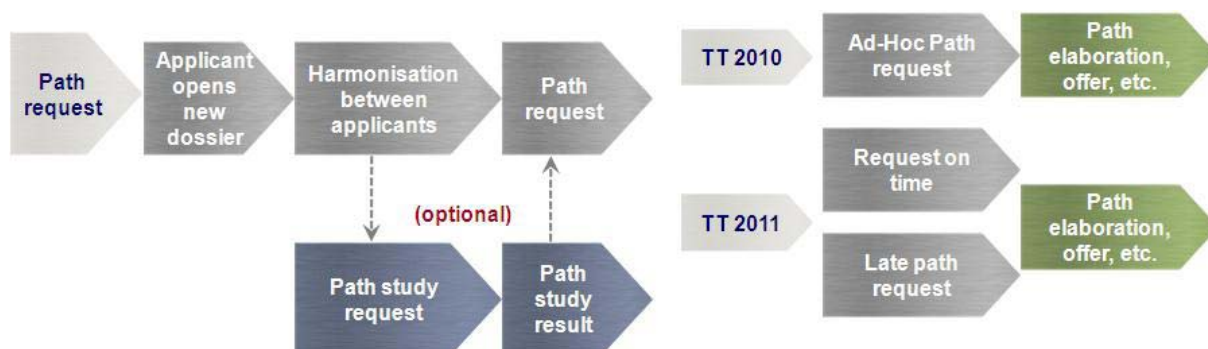 Path
request
Applicant
opens
new
dossier
Harmonisation
between
applicants
Path
request
(optional)
Path study
request
Path
study
result
TT 2010
Ad-Hoc Path
request
Path
elaboration,
offer, etc.
TT 2011
Request on
time
Late path
request
Path
elaboration,
offer, etc.